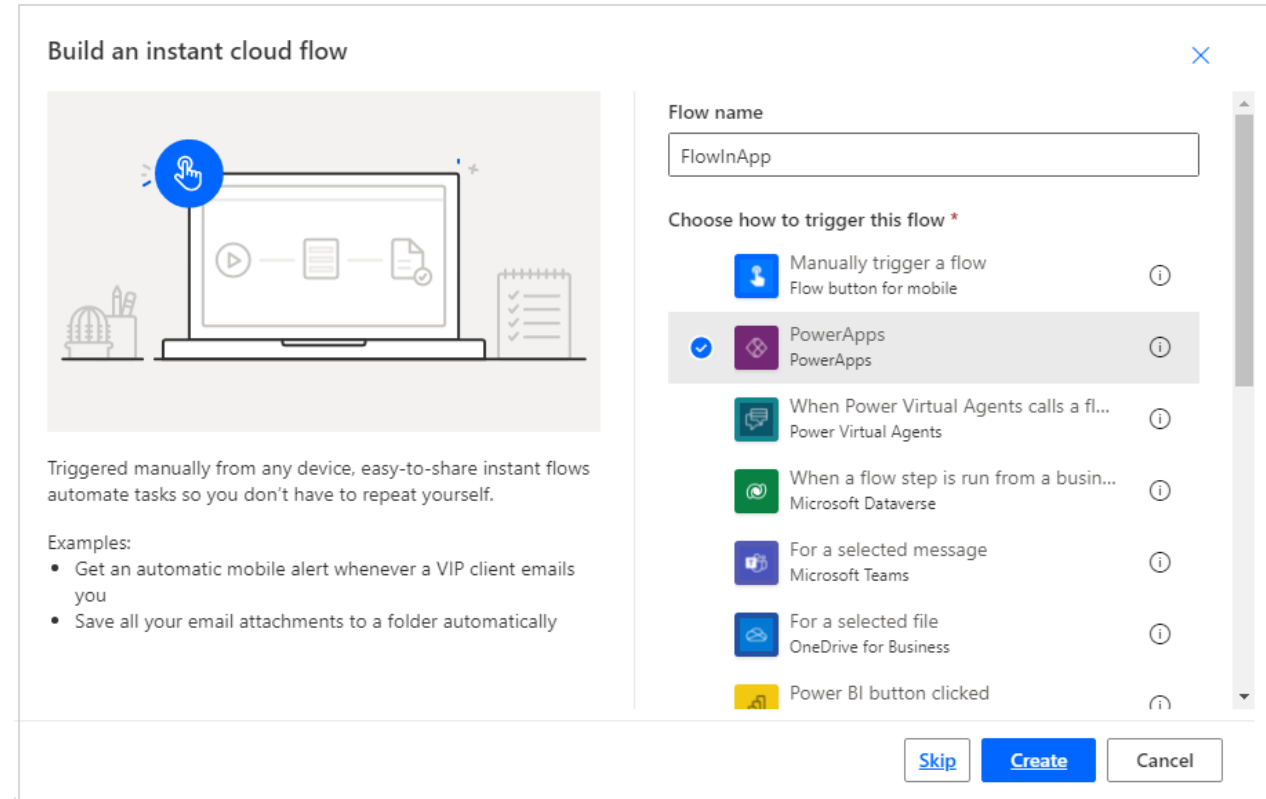 Build an instant cloud flow
Triggered manually from any device, easy-to-share instant flows
automate tasks so you don't have to repeat yourself.
Examples:
• Get an automatic mobile alert whenever a VIP client emails
you
• Save all your email attachments to a folder automatically
Flow name
FlowInApp
Choose how to trigger this flow *
Manually trigger a flow
Flow button for mobile
PowerApps
PowerApps
When Power Virtual Agents calls a fl...
Power Virtual Agents
When a flow step is run from a busin...
Microsoft Dataverse
For a selected message
Microsoft Teams
For a selected file
OneDrive for Business
Power BI button clicked
Skip
Create
Cancel